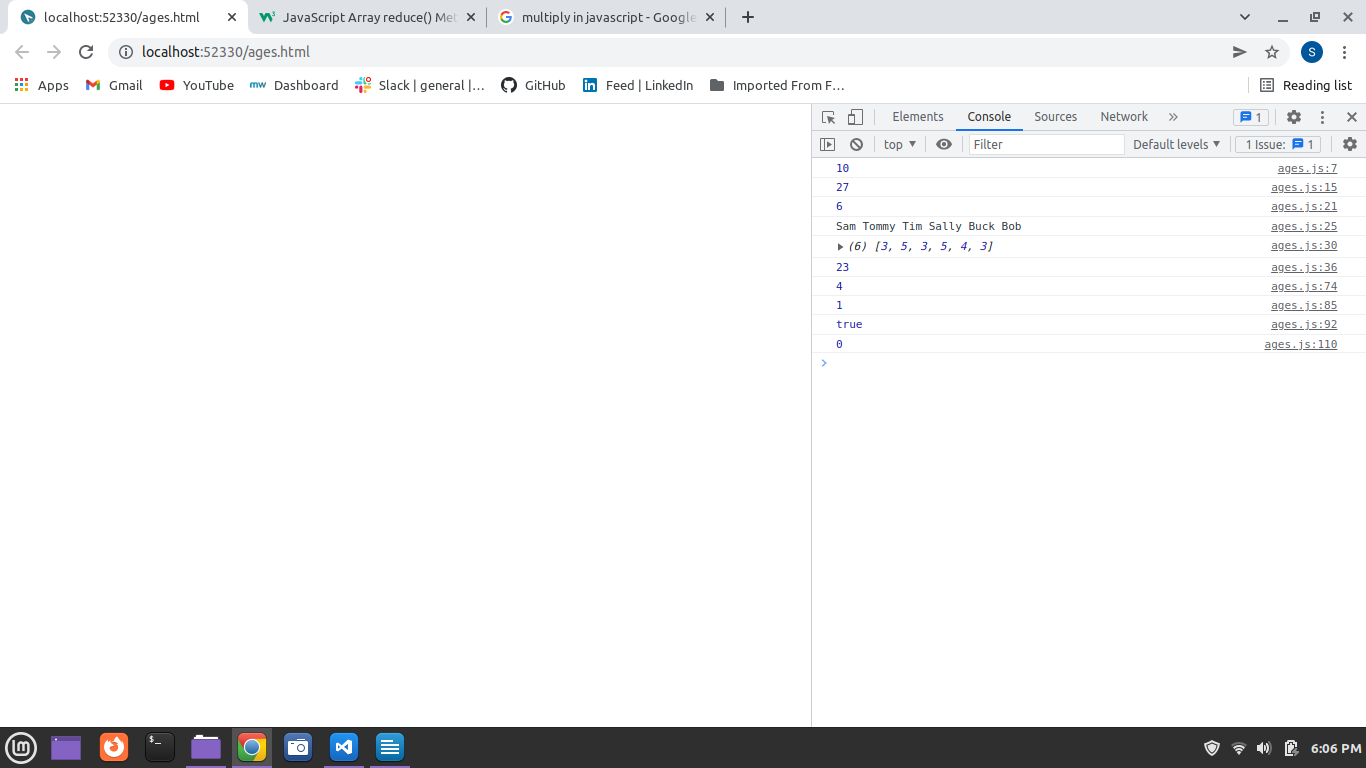 localhost:52330/ages.html
JavaScript Array reduce() Met
multiply in javascript - Google
localhost:52330/ages.html
S
Apps
Gmail
YouTube
mw Dashboard
Slack | general |…
GitHub
Feed | LinkedIn
Imported From F…
Reading list
Elements Console Sources Network » 1
top Filter Default levels 1 Issue: 1
10 ages.js:7
27 ages.js:15
6 ages.js:21
Sam Tommy Tim Sally Buck Bob ages.js:25
(6) [3, 5, 3, 5, 4, 3] ages.js:30
23 ages.js:36
4 ages.js:74
1 ages.js:85
true ages.js:92
0 ages.js:110
6:06 PM